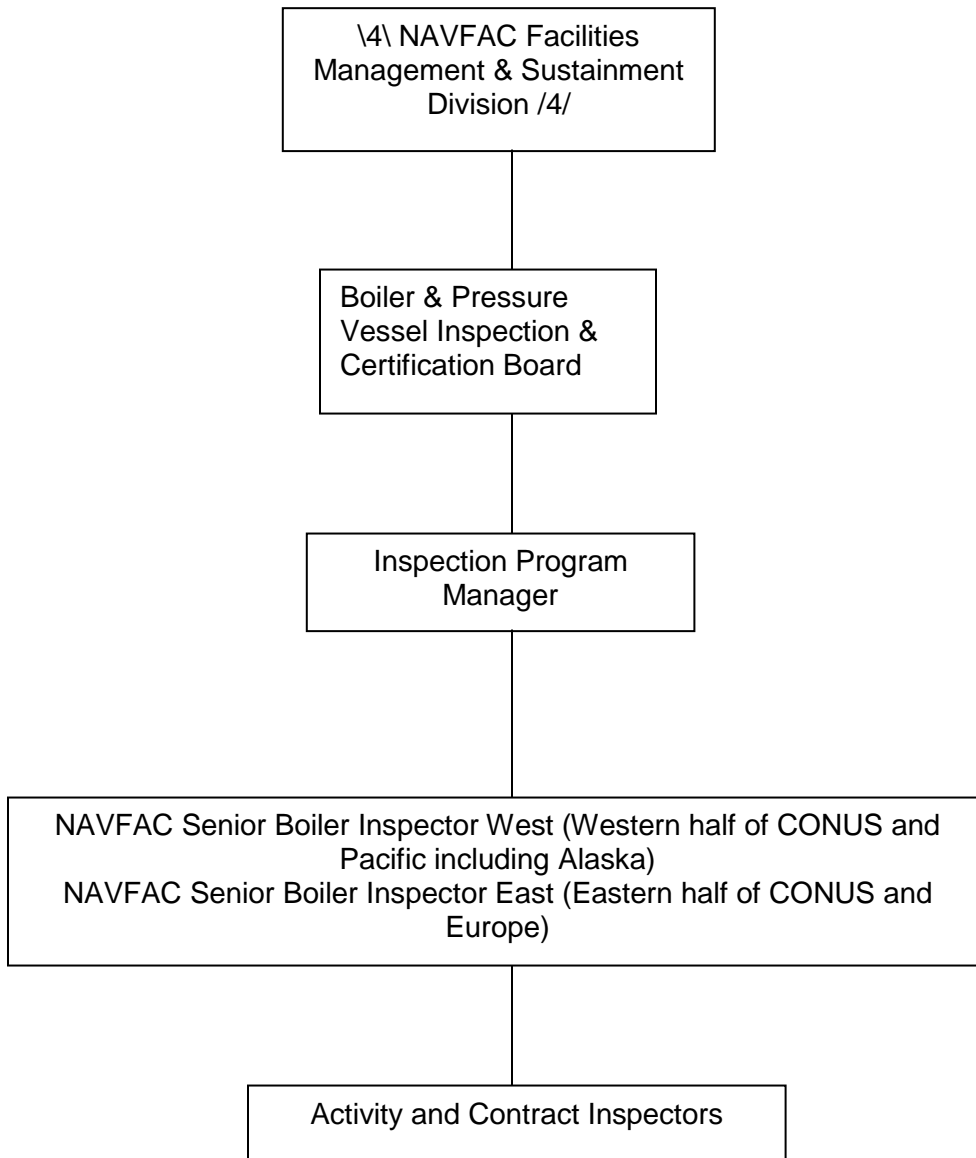 \4\ NAVFAC Facilities
Management & Sustainment
Division /4/
Boiler & Pressure
Vessel Inspection &
Certification Board
Inspection Program
Manager
NAVFAC Senior Boiler Inspector West (Western half of CONUS and
Pacific including Alaska)
NAVFAC Senior Boiler Inspector East (Eastern half of CONUS and
Europe)
Activity and Contract Inspectors